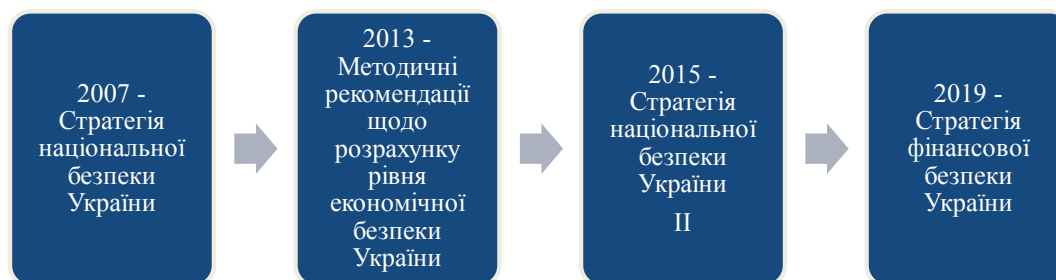 2007 -
Стратегія
національної
безпеки
України
2013 -
Методичні
рекомендації
щодо
розрахунку
рівня
економічної
безпеки
України
2015 -
Стратегія
національної
безпеки
України
ІІ
2019 -
Стратегія
фінансової
безпеки
України